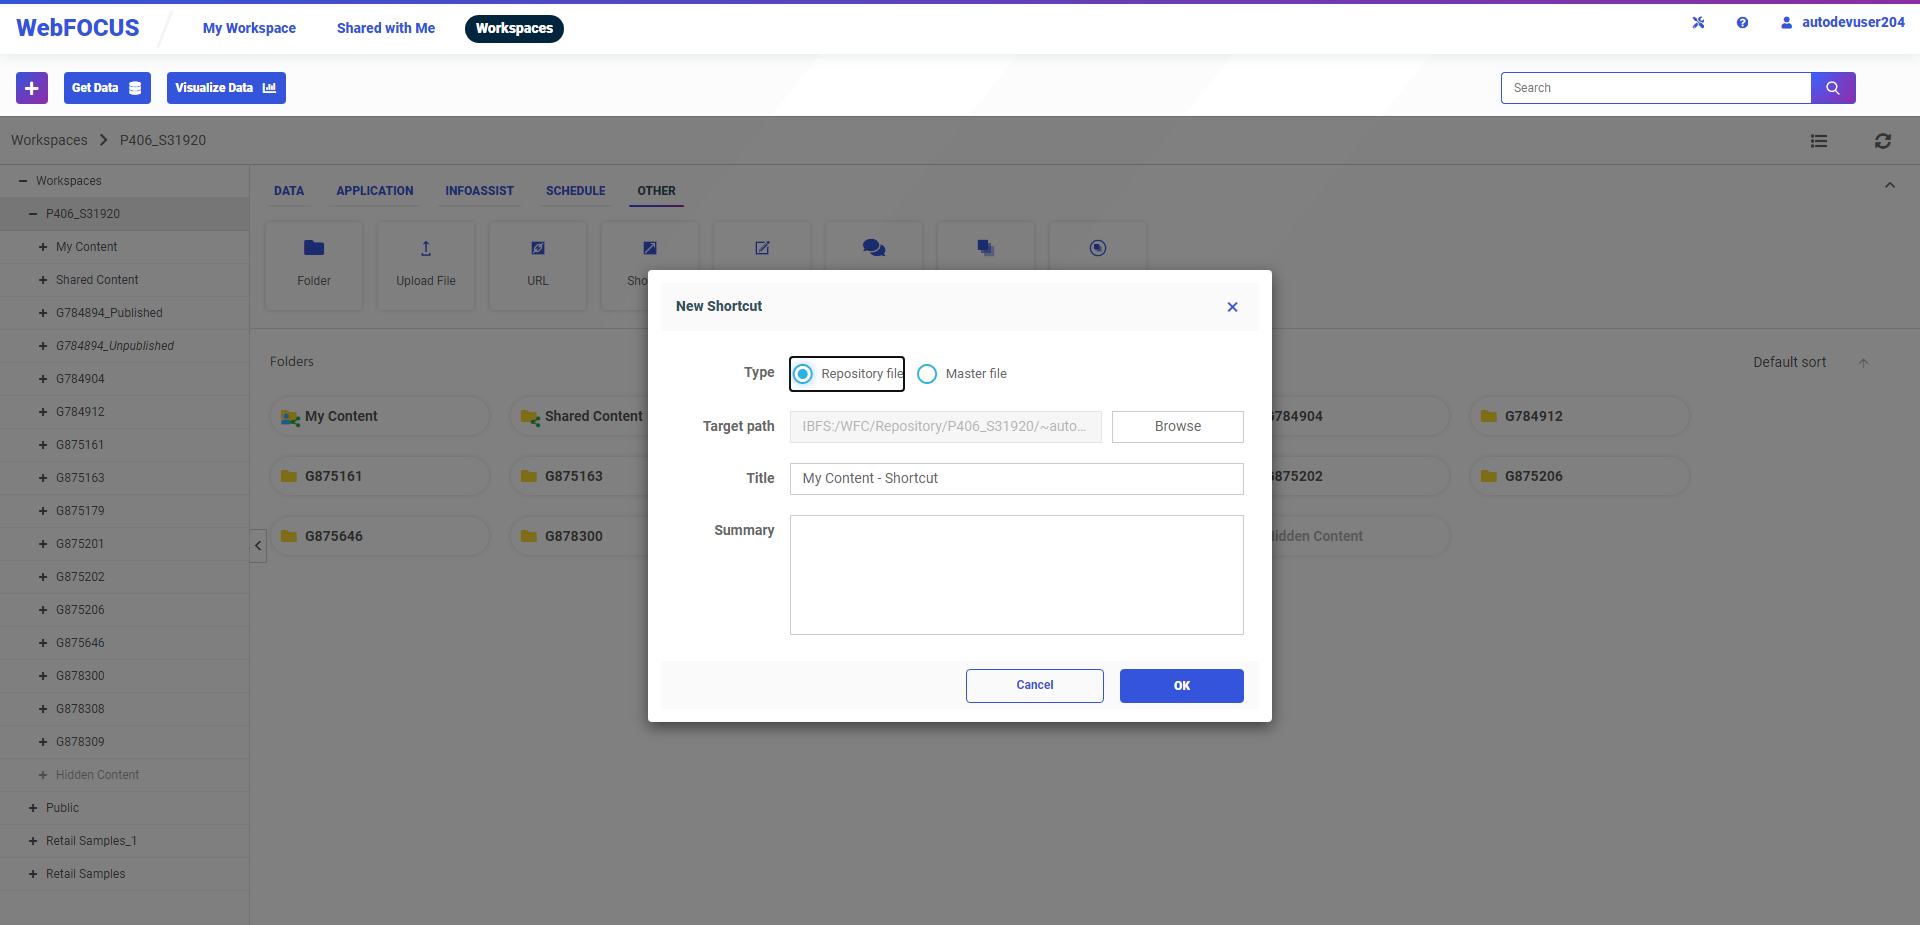 WebFOCUS
My Workspace
Shared with Me
Workspaces
autodevuser204
Get Data
Visualize Data
Search
Workspaces
P406_S31920
Workspaces
P406_S31920
My Content
Shared Content
G784894_Published
G784894_Unpublished
G784904
G784912
G875161
G875163
G875179
G875201
G875202
G875206
G875646
G878300
G878308
G878309
Hidden Content
Public
Retail Samples_1
Retail Samples
DATA
APPLICATION
INFOASSIST
SCHEDULE
OTHER
Folder
Upload File
URL
Sho
Folders
Default sort
My Content
Shared Content
784904
G784912
G875161
G875163
875202
G875206
G875646
G878300
idden Content
New Shortcut
Type
Repository file
Master file
Target path
IBFS:/WFC/Repository/P406_S31920/~auto...
Browse
Title
My Content - Shortcut
Summary
Cancel
OK